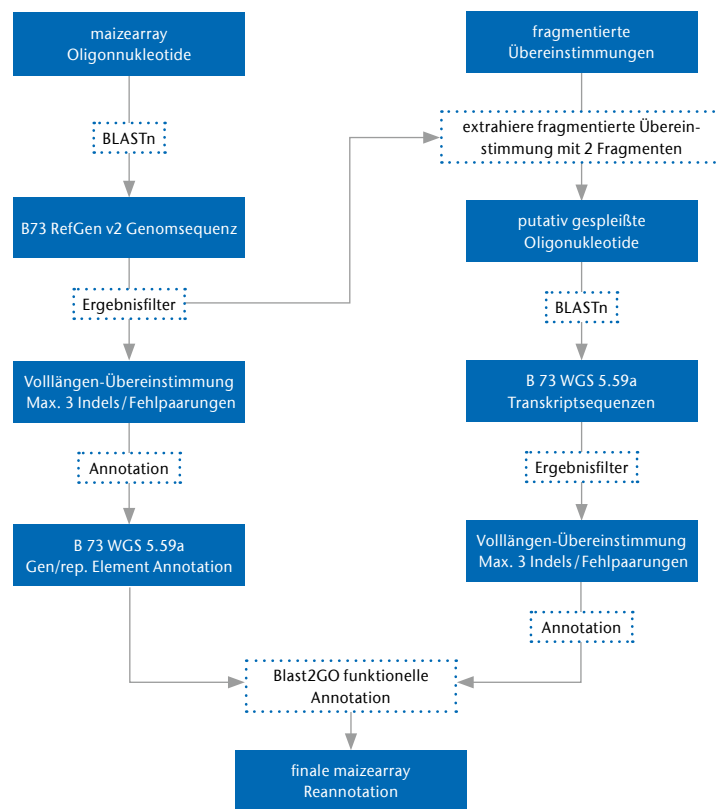 maizearray
Oligonnukleotide
BLASTn
B73 RefGen v2 Genomsequenz
Ergebnisfilter
Volllängen-Übereinstimmung
Max. 3 Indels/Fehlpaarungen
Annotation
B 73 WGS 5.59a
Gen/rep. Element Annotation
fragmentierte
Übereinstimmungen
extrahiere fragmentierte Überein-
stimmung mit 2 Fragmenten
putativ gespleißte
Oligonukleotide
BLASTn
B 73 WGS 5.59a
Transkriptsequenzen
Ergebnisfilter
Volllängen-Übereinstimmung
Max. 3 Indels/Fehlpaarungen
Annotation
Blast2GO funktionelle
Annotation
finale maizearray
Reannotation